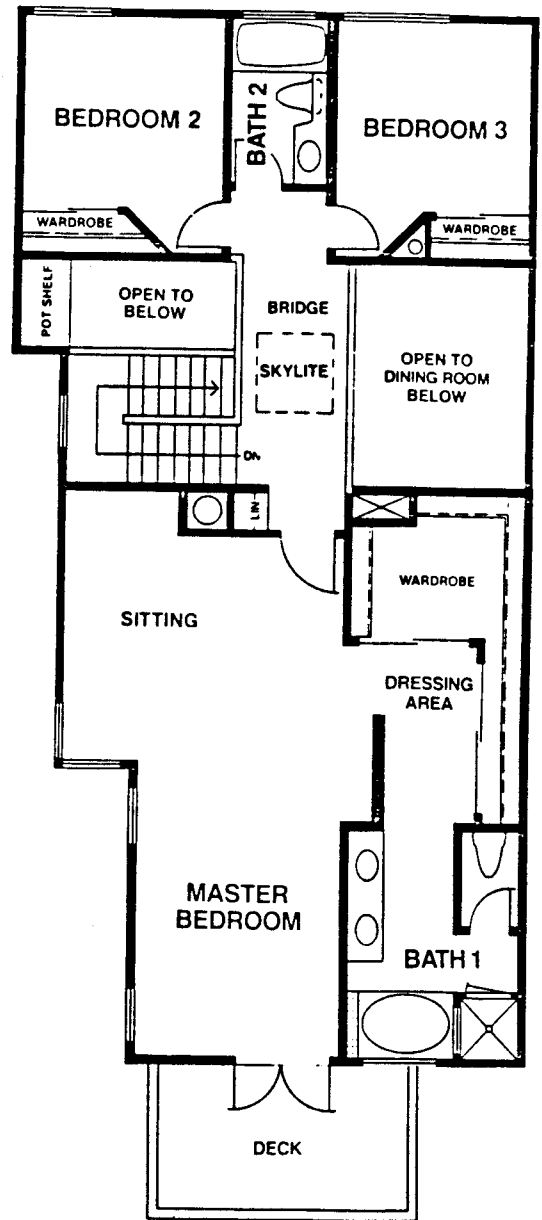 BEDROOM 2
BATH 2
BEDROOM 3
WARDROBE
WARDROBE
POT SHELF
OPEN TO
BELOW
BRIDGE
SKYLITE
OPEN TO
DINING ROOM
BELOW
DN
LIN
WARDROBE
SITTING
DRESSING
AREA
MASTER
BEDROOM
BATH 1
DECK